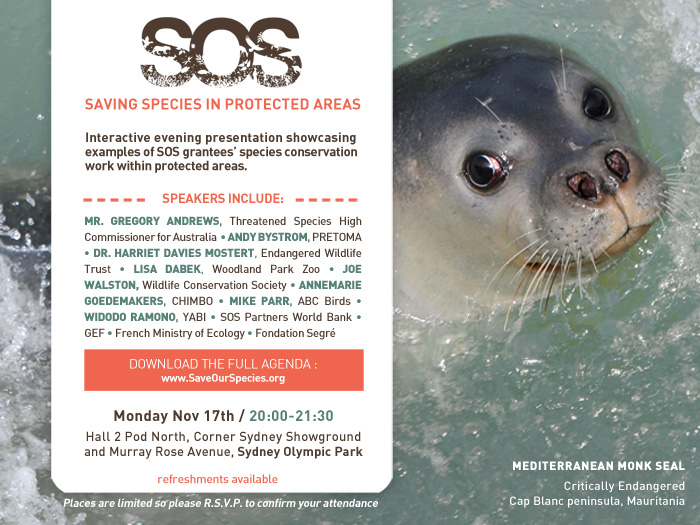 SOS
SAVING SPECIES IN PROTECTED AREAS
Interactive evening presentation showcasing
examples of SOS grantees' species conservation
work within protected areas.
SPEAKERS INCLUDE:
MR. GREGORY ANDREWS, Threatened Species High
Commissioner for Australia • ANDY BYSTROM, PRETOMA
• DR. HARRIET DAVIES MOSTERT, Endangered Wildlife
Trust • LISA DABEK, Woodland Park Zoo • JOE
WALSTON, Wildlife Conservation Society • ANNEMARIE
GOEDEMAKERS, CHIMBO • MIKE PARR, ABC Birds •
WIDODO RAMONO, YABI • SOS Partners World Bank •
GEF • French Ministry of Ecology • Fondation Segré
DOWNLOAD THE FULL AGENDA :
www.SaveOurSpecies.org
Monday Nov 17th / 20:00-21:30
Hall 2 Pod North, Corner Sydney Showground
and Murray Rose Avenue, Sydney Olympic Park
refreshments available
Places are limited so please R.S.V.P. to confirm your attendance
MEDITERRANEAN MONK SEAL
Critically Endangered
Cap Blanc peninsula, Mauritania